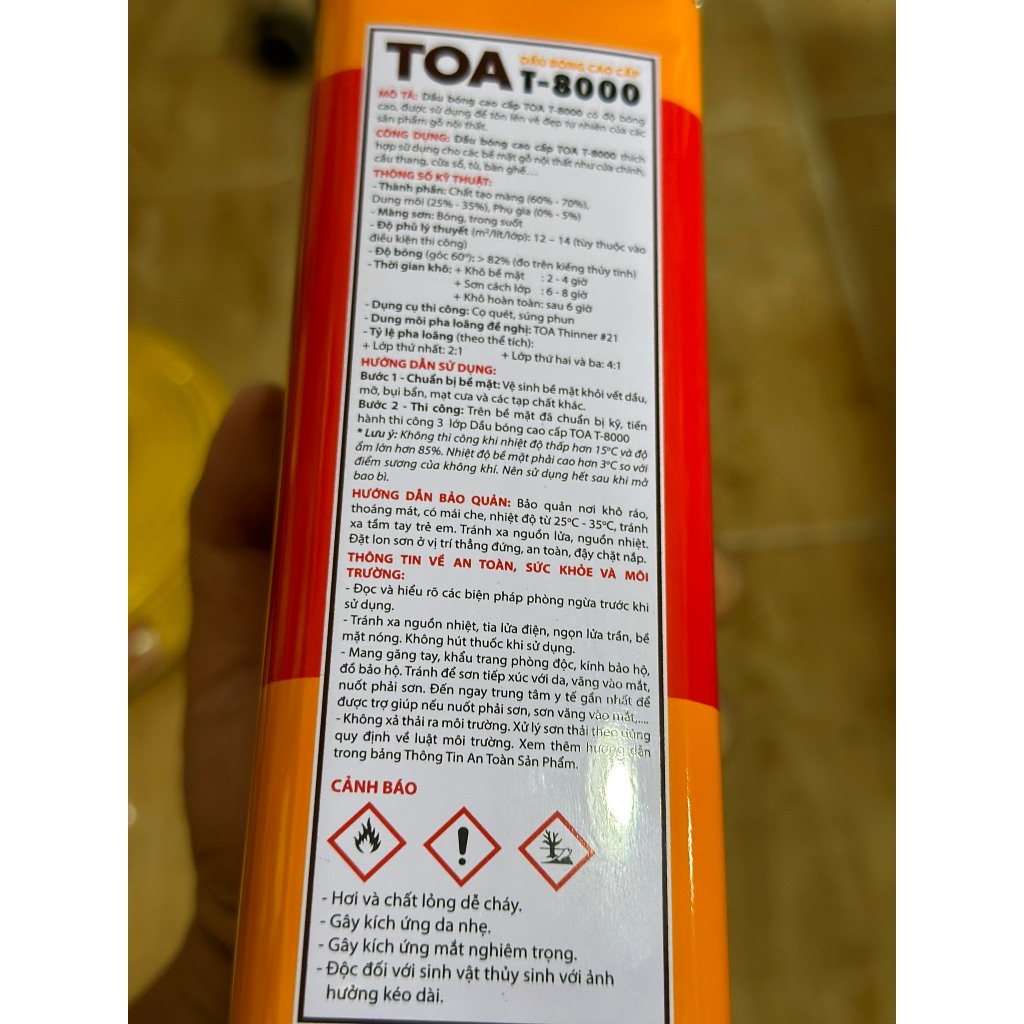 TOA DẦU BÓNG CAO CẤP
T-8000
MÔ TẢ: Dầu bóng cao cấp TOA T-8000 có độ bóng
cao, được sử dụng để tôn lên vẻ đẹp tự nhiên của các
sản phẩm gỗ nội thất.
CÔNG DỤNG: Dầu bóng cao cấp TOA T-8000 thích
hợp sử dụng cho các bề mặt gỗ nội thất như cửa chính,
cầu thang, cửa sổ, tủ, bàn ghế...
THÔNG SỐ KỸ THUẬT:
- Thành phần: Chất tạo màng (60% - 70%),
Dung môi (25% - 35%), Phụ gia (0% - 5%)
- Màng sơn: Bóng, trong suốt
- Độ phủ lý thuyết (m²/lít/lớp): 12 – 14 (tùy thuộc vào
điều kiện thi công)
- Độ bóng (góc 60º): > 82% (đo trên kiếng thủy tinh)
- Thời gian khô: + Khô bề mặt : 2 - 4 giờ
+ Sơn cách lớp : 6 - 8 giờ
+ Khô hoàn toàn: sau 6 giờ
- Dụng cụ thi công: Cọ quét, súng phun
- Dung môi pha loãng đề nghị: TOA Thinner #21
- Tỷ lệ pha loãng (theo thể tích):
+ Lớp thứ nhất: 2:1 + Lớp thứ hai và ba: 4:1
HƯỚNG DẪN SỬ DỤNG:
Bước 1 - Chuẩn bị bề mặt: Vệ sinh bề mặt khỏi vết dầu,
mỡ, bụi bẩn, mạt cưa và các tạp chất khác.
Bước 2 - Thi công: Trên bề mặt đã chuẩn bị kỹ, tiến
hành thi công 3 lớp Dầu bóng cao cấp TOA T-8000
* Lưu ý: Không thi công khi nhiệt độ thấp hơn 15ºC và độ
ẩm lớn hơn 85%. Nhiệt độ bề mặt phải cao hơn 3ºC so với
điểm sương của không khí. Nên sử dụng hết sau khi mở
bao bì.
HƯỚNG DẪN BẢO QUẢN: Bảo quản nơi khô ráo,
thoáng mát, có mái che, nhiệt độ từ 25ºC - 35ºC, tránh
xa tầm tay trẻ em. Tránh xa nguồn lửa, nguồn nhiệt.
Đặt lon sơn ở vị trí thẳng đứng, an toàn, đậy chặt nắp.
THÔNG TIN VỀ AN TOÀN, SỨC KHỎE VÀ MÔI
TRƯỜNG:
- Đọc và hiểu rõ các biện pháp phòng ngừa trước khi
sử dụng.
- Tránh xa nguồn nhiệt, tia lửa điện, ngọn lửa trần, bề
mặt nóng. Không hút thuốc khi sử dụng.
- Mang găng tay, khẩu trang phòng độc, kính bảo hộ,
đồ bảo hộ. Tránh để sơn tiếp xúc với da, văng vào mắt,
nuốt phải sơn. Đến ngay trung tâm y tế gần nhất để
được trợ giúp nếu nuốt phải sơn, sơn văng vào mắt,...
- Không xả thải ra môi trường. Xử lý sơn thải theo đúng
quy định về luật môi trường. Xem thêm hướng dẫn
trong bảng Thông Tin An Toàn Sản Phẩm.
CẢNH BÁO
- Hơi và chất lỏng dễ cháy.
- Gây kích ứng da nhẹ.
- Gây kích ứng mắt nghiêm trọng.
- Độc đối với sinh vật thủy sinh với ảnh
hưởng kéo dài.